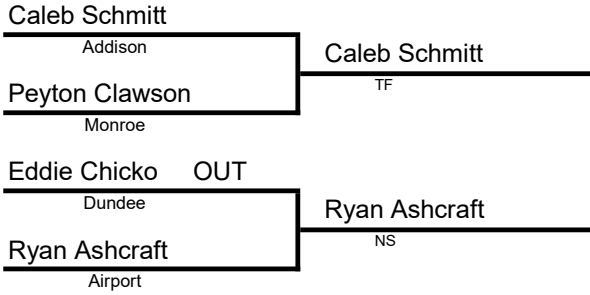 Caleb Schmitt
Addison
Caleb Schmitt
TF
Peyton Clawson
Monroe
Eddie Chicko OUT
Dundee
Ryan Ashcraft
NS
Ryan Ashcraft
Airport